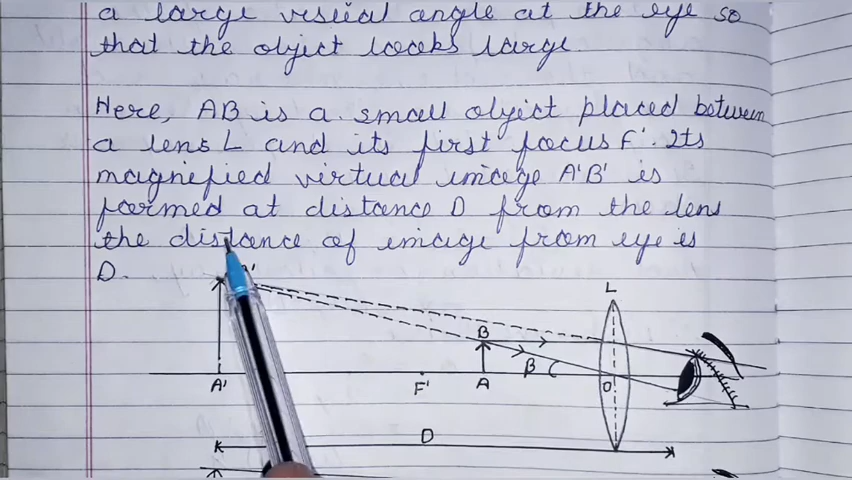 a large visual angle at the eye so
that the object looks large.
Here, AB is a small object placed between
a lens L and its first focus F'. Its
magnified virtual image A'B' is
formed at distance D from the lens
the distance of image from eye is
D.
L
B
β
A'
F'
A
O
D